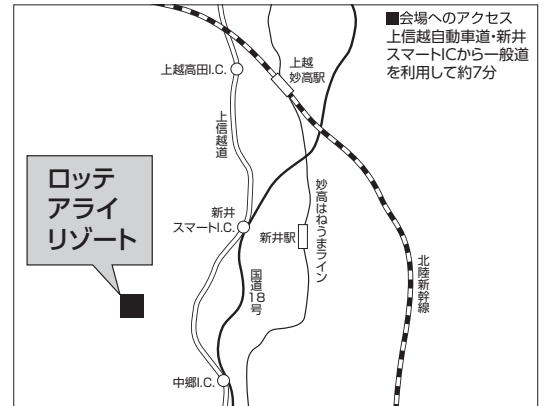 ■会場へのアクセス
上信越自動車道・新井
スマートICから一般道
を利用して約7分
上越高田I.C.
上越
妙高駅
上信越道
ロッテ
アライ
リゾート
新井
スマートI.C.
新井駅
妙高はねうまライン
国道18号
北陸新幹線
中郷I.C.